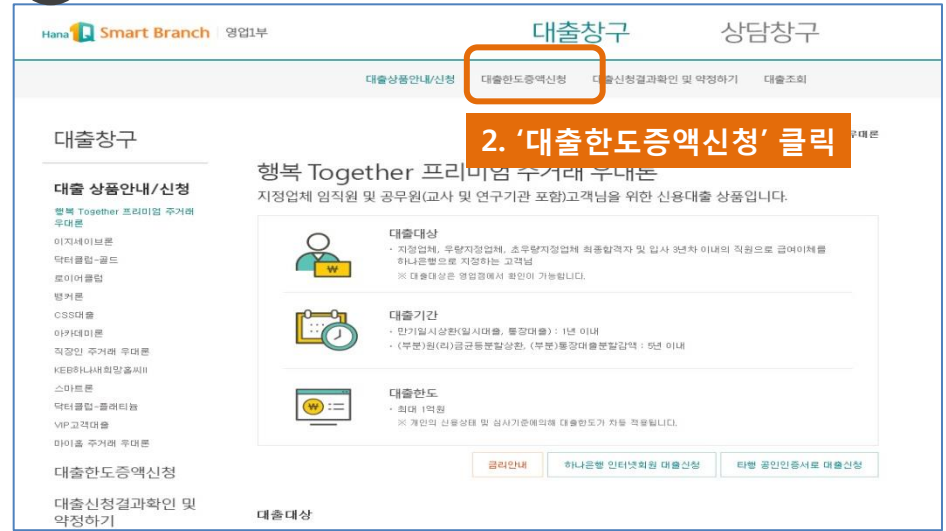 Hana 1Q Smart Branch 영업1부
대출창구 상담창구
대출상품안내/신청 대출한도증액신청 대출신청결과확인 및 약정하기 대출조회
2. ‘대출한도증액신청’ 클릭
우대론
대출창구
대출 상품안내/신청
행복 Together 프리미엄 주거래
우대론
이지세이브론
닥터클럽-골드
로이어클럽
뱅커론
CSS대출
아카데미론
직장인 주거래 우대론
KEB하나새희망홀씨II
스마트론
닥터클럽-플래티늄
VIP고객대출
마이홈 주거래 우대론
대출한도증액신청
대출신청결과확인 및
약정하기
행복 Together 프리미엄 주거래 우대론
지정업체 임직원 및 공무원(교사 및 연구기관 포함)고객님을 위한 신용대출 상품입니다.
대출대상
· 지정업체, 우량지정업체, 초우량지정업체 최종합격자 및 입사 3년차 이내의 직원으로 급여이체를
하나은행으로 지정하는 고객님
※ 대출대상은 영업점에서 확인이 가능합니다.
대출기간
· 만기일시상환(일시대출, 통장대출) : 1년 이내
· (부분)원(리)금균등분할상환, (부분)통장대출분할감액 : 5년 이내
대출한도
· 최대 1억원
※ 개인의 신용상태 및 심사기준에의해 대출한도가 차등 적용됩니다.
금리안내 하나은행 인터넷회원 대출신청 타행 공인인증서로 대출신청
대출대상